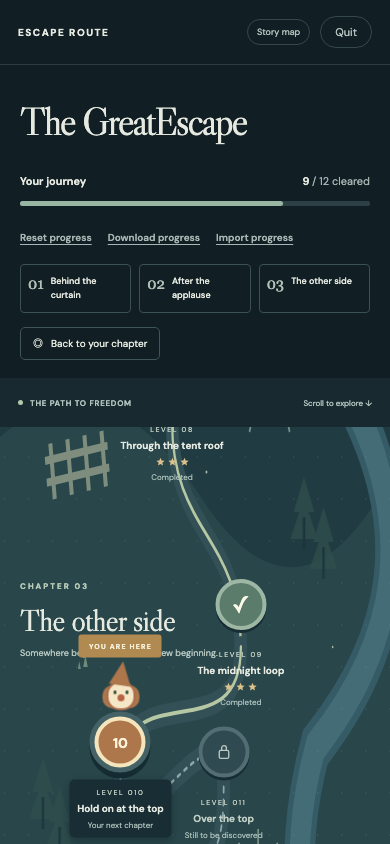 ESCAPE ROUTE
Story map
Quit
The GreatEscape
Your journey
9 / 12 cleared
Reset progress
Download progress
Import progress
01 Behind the
curtain
02 After the
applause
03 The other side
Back to your chapter
THE PATH TO FREEDOM
Scroll to explore ↓
LEVEL 08
Through the tent roof
Completed
CHAPTER 03
The other side
YOU ARE HERE
Somewhere
new beginning.
LEVEL 09
The midnight loop
Completed
10
LEVEL 010
Hold on at the top
Your next chapter
LEVEL 011
Over the top
Still to be discovered